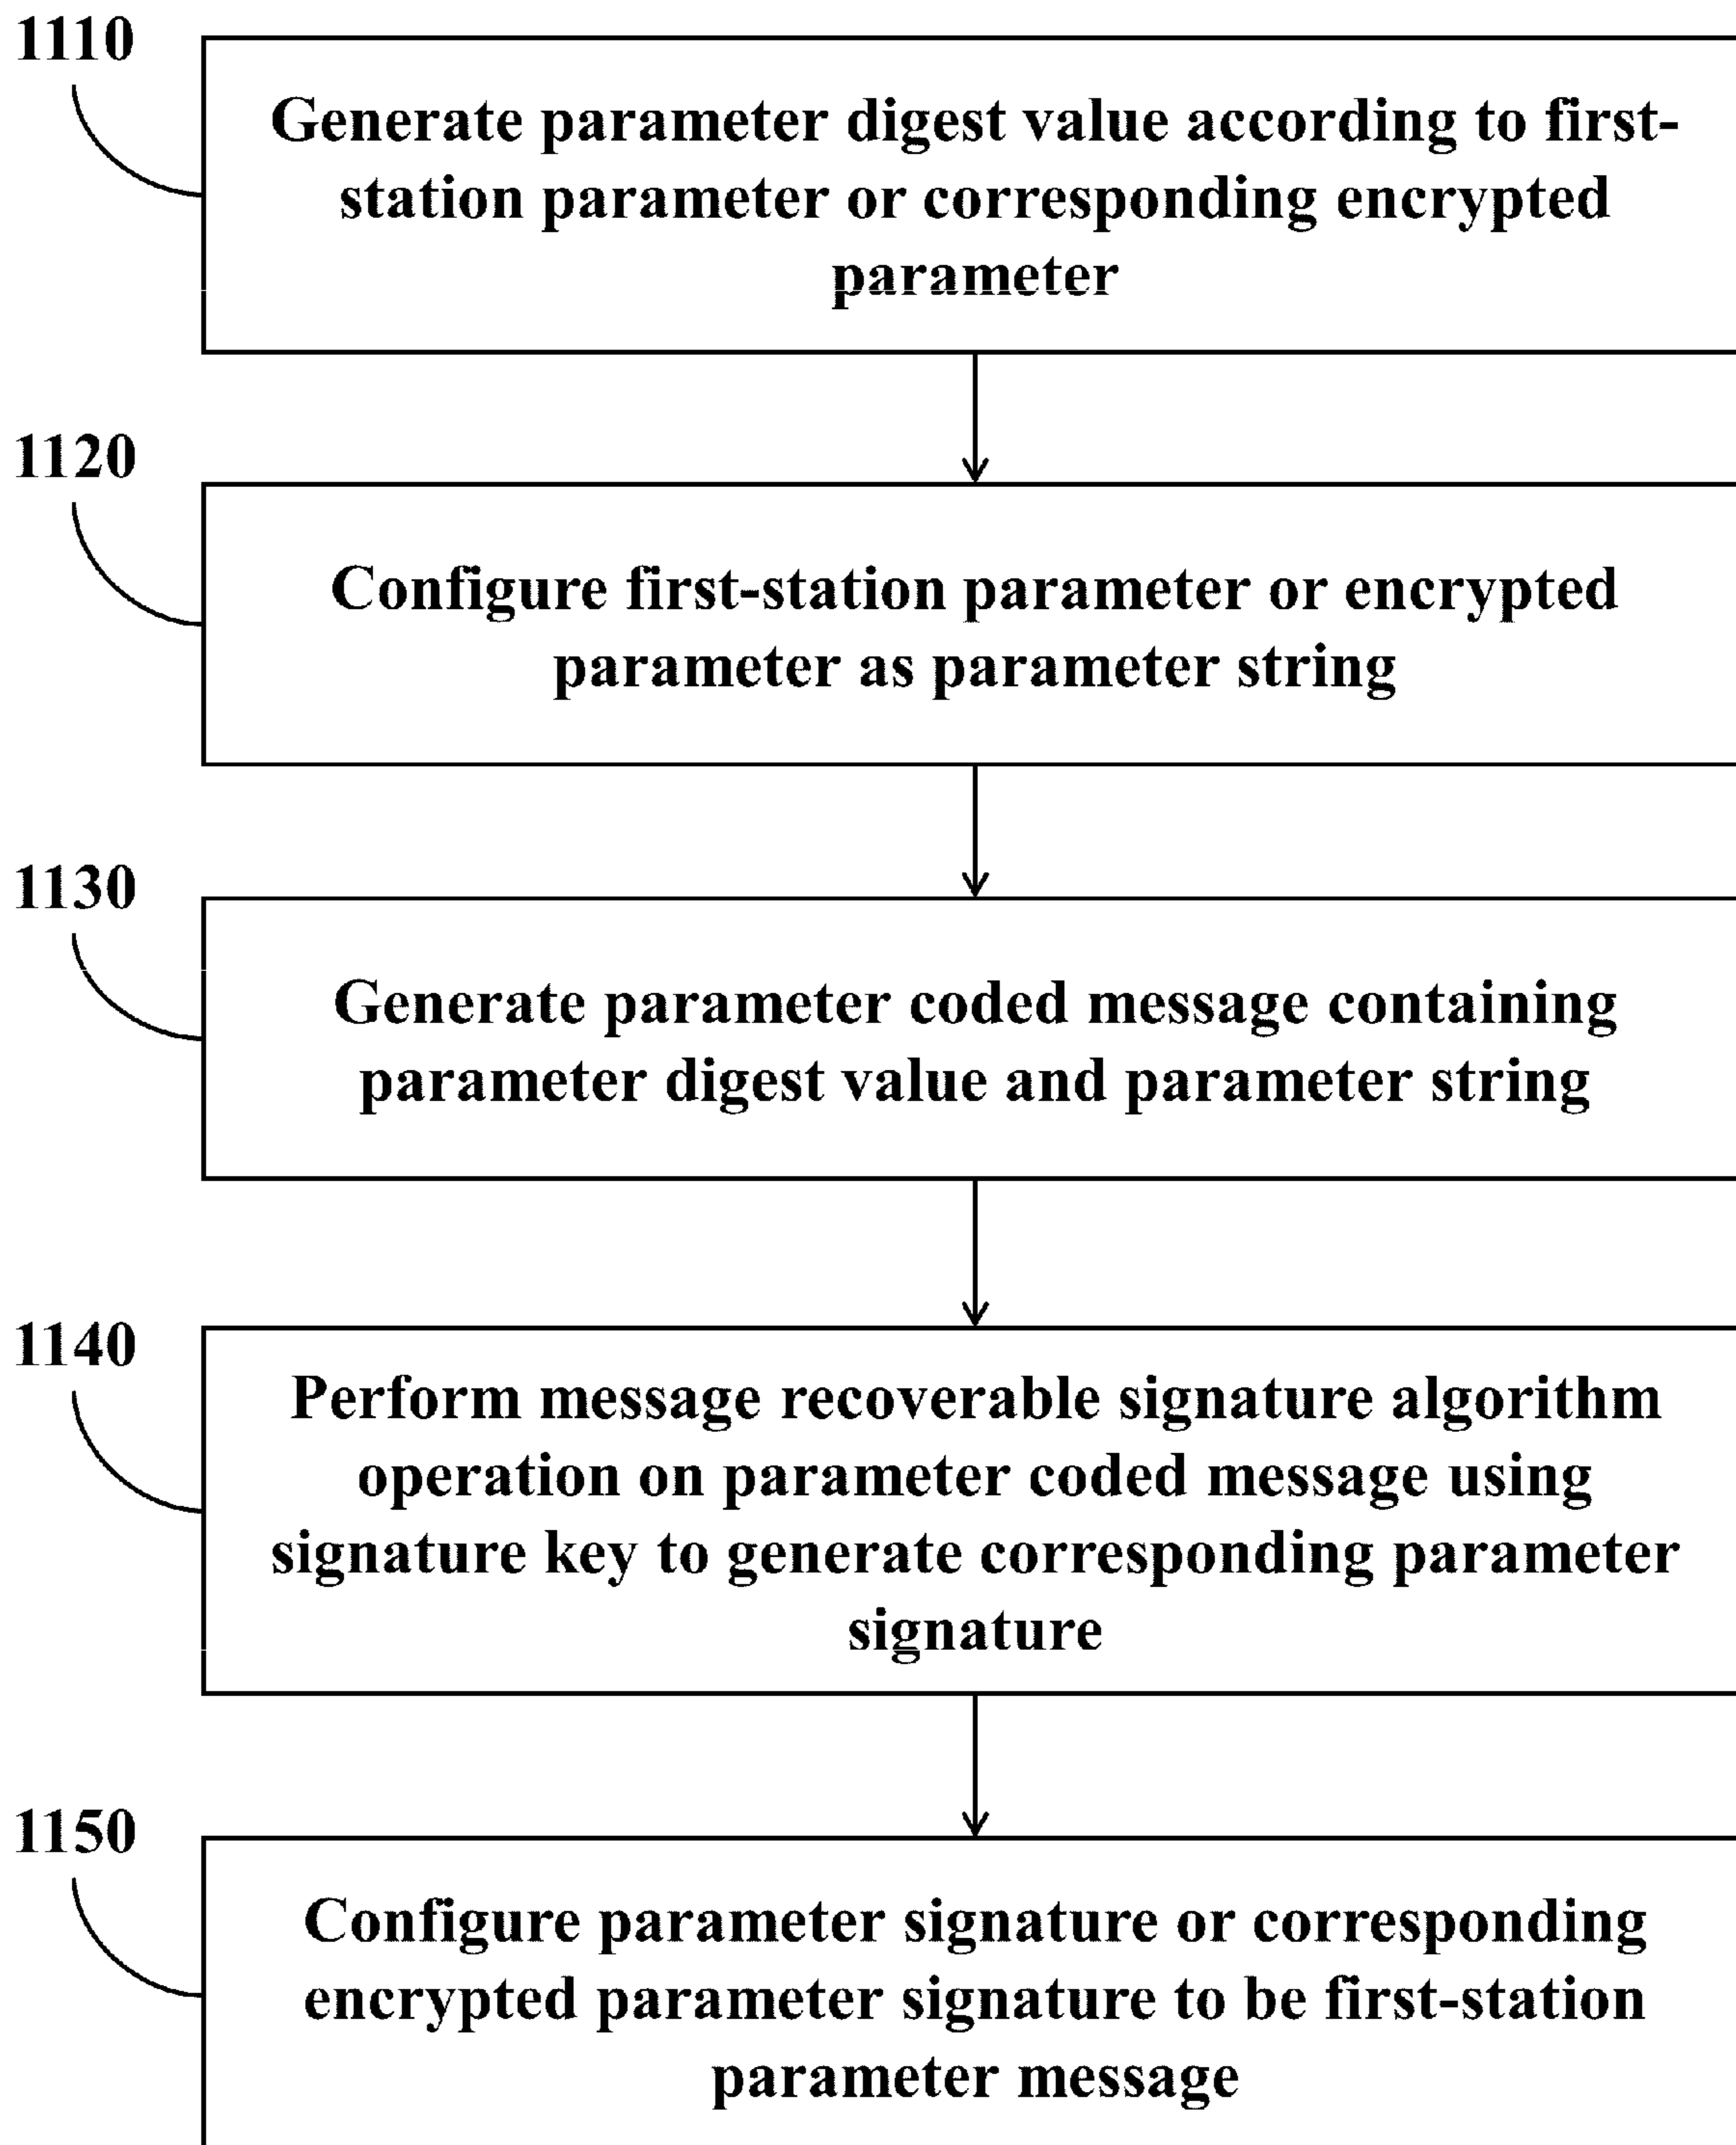 1110
Generate parameter digest value according to first-
station parameter or corresponding encrypted
parameter
1120
Configure first-station parameter or encrypted
parameter as parameter string
1130
Generate parameter coded message containing
parameter digest value and parameter string
1140
Perform message recoverable signature algorithm
operation on parameter coded message using
signature key to generate corresponding parameter
signature
1150
Configure parameter signature or corresponding
encrypted parameter signature to be first-station
parameter message